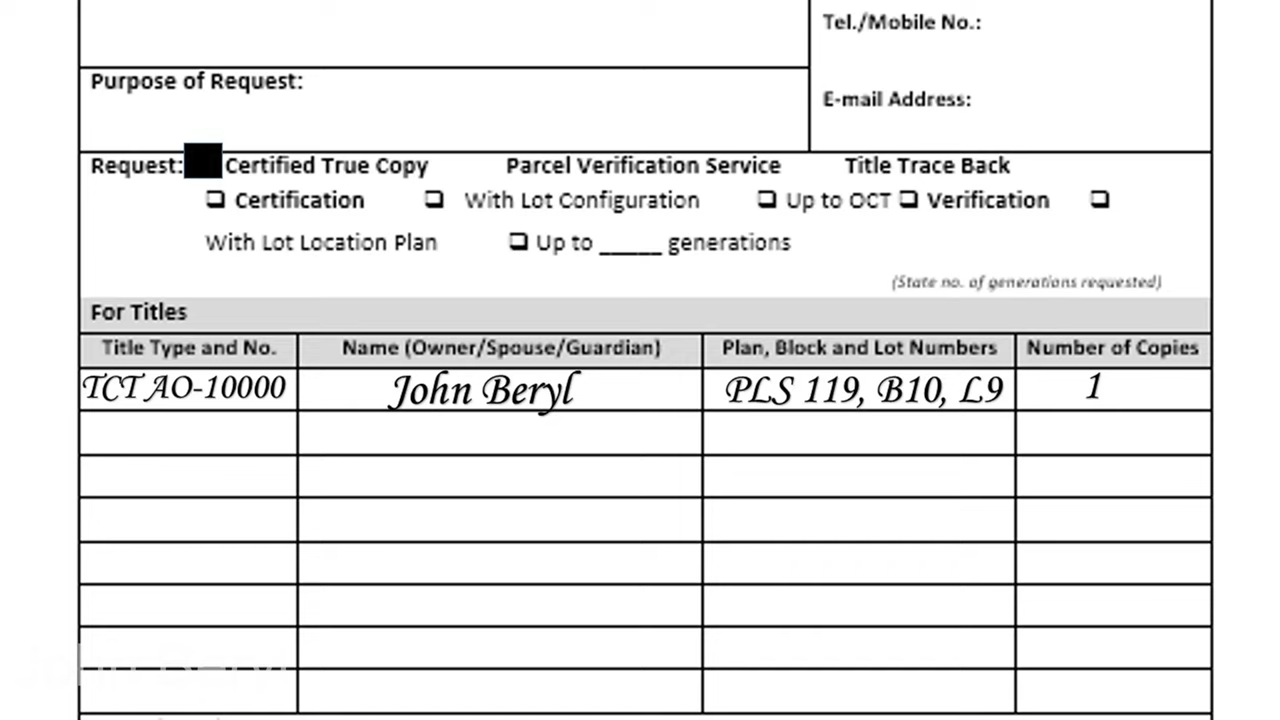 Tel./Mobile No.:
Purpose of Request:
E-mail Address:
Request: Certified True Copy Parcel Verification Service Title Trace Back
Certification With Lot Configuration Up to OCT Verification
With Lot Location Plan Up to _____ generations
(State no. of generations requested)
For Titles
Title Type and No. Name (Owner/Spouse/Guardian) Plan, Block and Lot Numbers Number of Copies
TCT AO-10000 John Beryl PLS 119, B10, L9 1
John Beryl